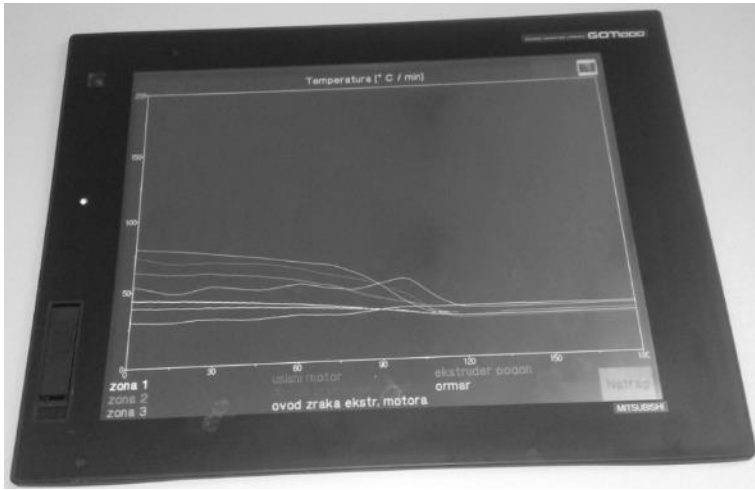 GOT1000
Temperatura (° C / min)
200
150
100
50
0
0 30 60 90 120 150 180
zona 1 usisni motor ekstruder pogon
zona 2 ormar
zona 3 ovod zraka ekstr. motora
Natrag
MITSUBISHI